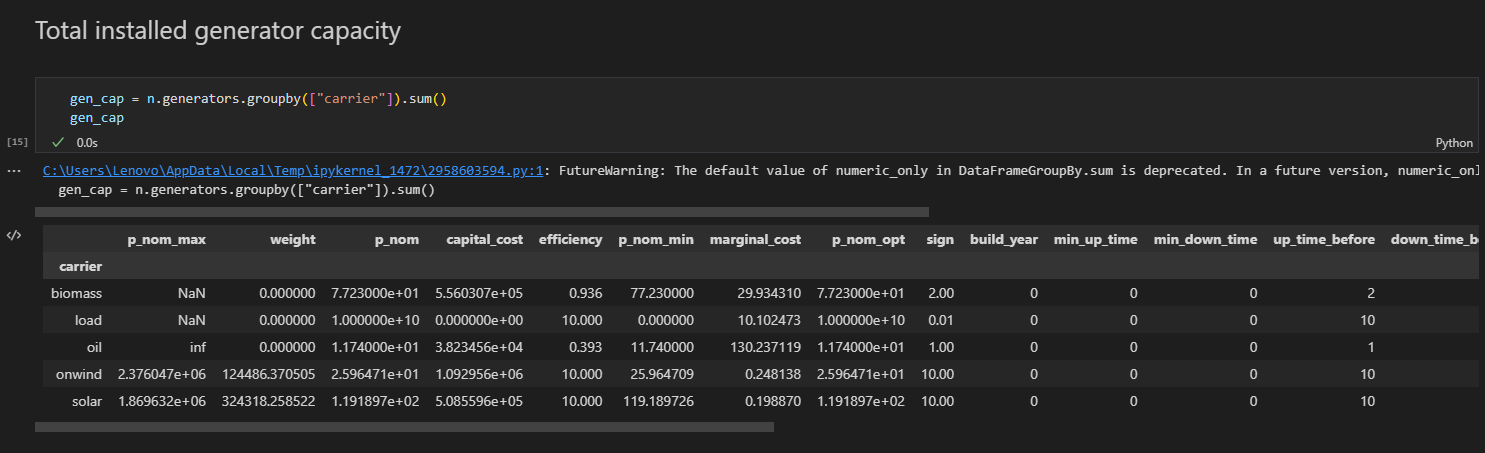 Total installed generator capacity
gen_cap = n.generators.groupby(["carrier"]).sum()
gen_cap
[15] 0.0s Python
... C:\Users\Lenovo\AppData\Local\Temp\ipykernel_1472\2958603594.py:1: FutureWarning: The default value of numeric_only in DataFrameGroupBy.sum is deprecated. In a future version, numeric_onl
gen_cap = n.generators.groupby(["carrier"]).sum()
</> p_nom_max weight p_nom capital_cost efficiency p_nom_min marginal_cost p_nom_opt sign build_year min_up_time min_down_time up_time_before down_time_b
carrier
biomass NaN 0.000000 7.723000e+01 5.560307e+05 0.936 77.230000 29.934310 7.723000e+01 2.00 0 0 0 2
load NaN 0.000000 1.000000e+10 0.000000e+00 10.000 0.000000 10.102473 1.000000e+10 0.01 0 0 0 10
oil inf 0.000000 1.174000e+01 3.823456e+04 0.393 11.740000 130.237119 1.174000e+01 1.00 0 0 0 1
onwind 2.376047e+06 124486.370505 2.596471e+01 1.092956e+06 10.000 25.964709 0.248138 2.596471e+01 10.00 0 0 0 10
solar 1.869632e+06 324318.258522 1.191897e+02 5.085596e+05 10.000 119.189726 0.198870 1.191897e+02 10.00 0 0 0 10